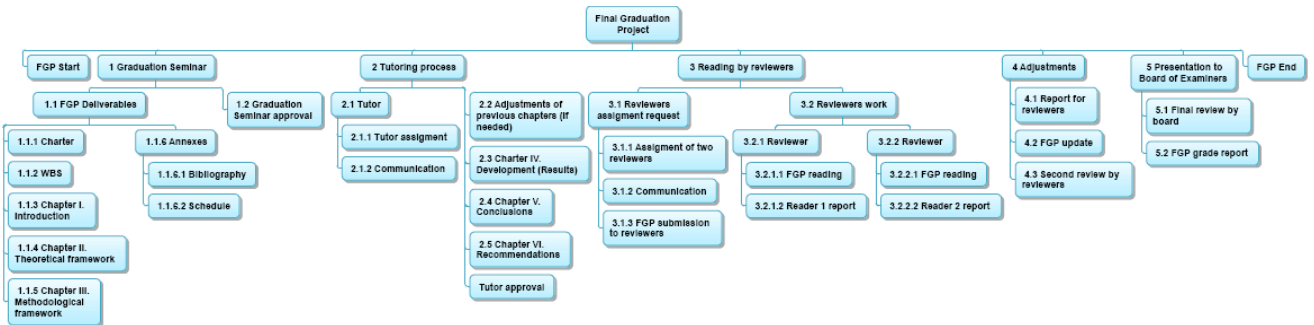 Final Graduation
Project
FGP Start
1 Graduation Seminar
2 Tutoring process
3 Reading by reviewers
4 Adjustments
5 Presentation to
Board of Examiners
FGP End
1.1 FGP Deliverables
1.2 Graduation
Seminar approval
1.1.1 Charter
1.1.2 WBS
1.1.3 Chapter I.
Introduction
1.1.4 Chapter II.
Theoretical framework
1.1.5 Chapter III.
Methodological
framework
1.1.6 Annexes
1.1.6.1 Bibliography
1.1.6.2 Schedule
2.1 Tutor
2.1.1 Tutor assigment
2.1.2 Communication
2.2 Adjustments of
previous chapters (If
needed)
2.3 Charter IV.
Development (Results)
2.4 Chapter V.
Conclusions
2.5 Chapter VI.
Recommendations
Tutor approval
3.1 Reviewers
assigment request
3.1.1 Assigment of two
reviewers
3.1.2 Communication
3.1.3 FGP submission
to reviewers
3.2 Reviewers work
3.2.1 Reviewer
3.2.1.1 FGP reading
3.2.1.2 Reader 1 report
3.2.2 Reviewer
3.2.2.1 FGP reading
3.2.2.2 Reader 2 report
4.1 Report for
reviewers
4.2 FGP update
4.3 Second review by
reviewers
5.1 Final review by
board
5.2 FGP grade report